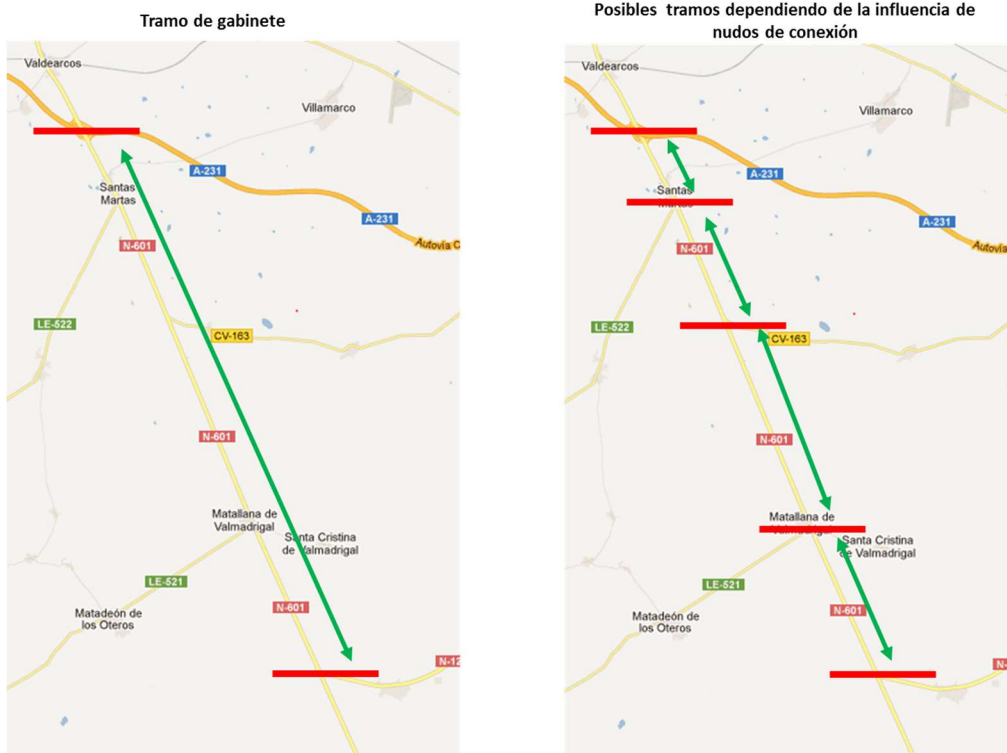 Tramo de gabinete
Valdearcos
Villamarco
A-231
Santas
Martas
A-231
N-601
Autovía C
LE-522
CV-163
N-601
Matallana de
Valmadrigal
Santa Cristina
de Valmadrigal
LE-521
N-601
Matadeón de
los Oteros
N-12
Posibles tramos dependiendo de la influencia de
nudos de conexión
Valdearcos
Villamarco
A-231
Santas
Martas
A-231
N-601
Autovía
LE-522
CV-163
N-601
Matallana de
Valmadrigal
Santa Cristina
de Valmadrigal
LE-521
N-601
Matadeón de
los Oteros
N-